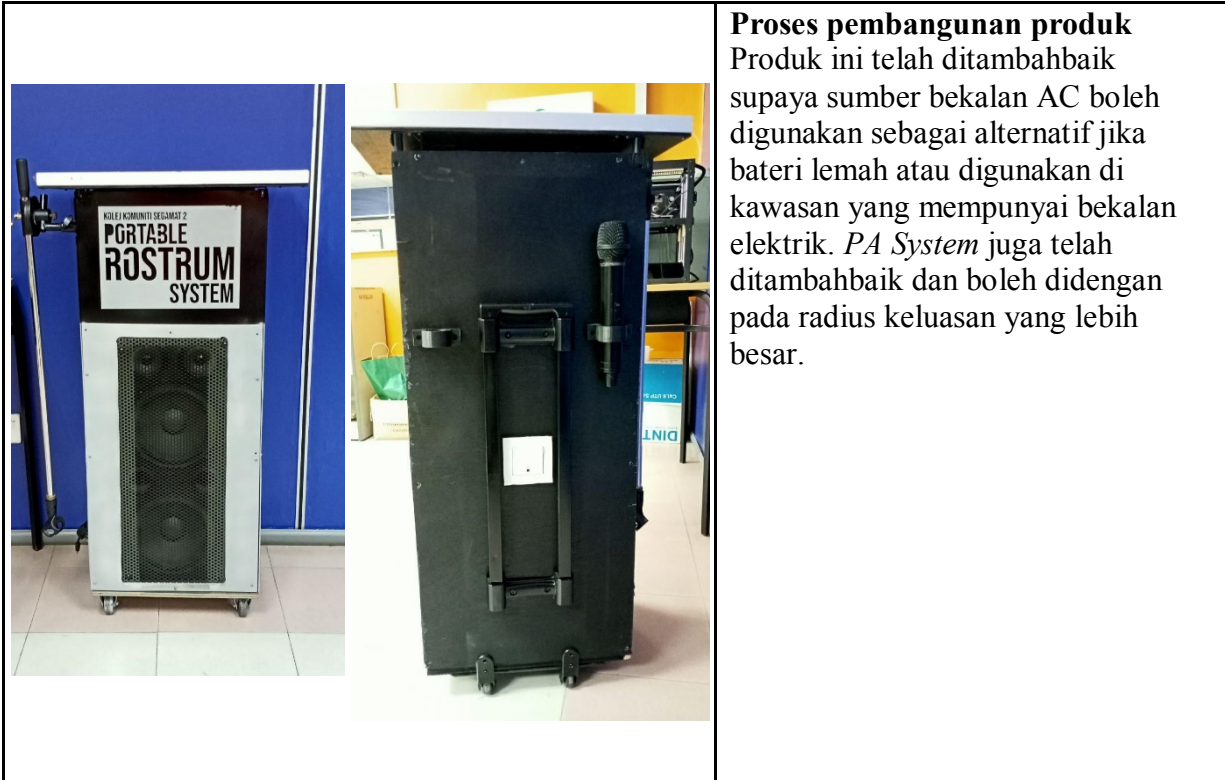 KOLEJ KOMUNITI SEGAMAT 2
PORTABLE
ROSTRUM
SYSTEM
DINT
Proses pembangunan produk
Produk ini telah ditambahbaik
supaya sumber bekalan AC boleh
digunakan sebagai alternatif jika
bateri lemah atau digunakan di
kawasan yang mempunyai bekalan
elektrik. PA System juga telah
ditambahbaik dan boleh didengan
pada radius keluasan yang lebih
besar.